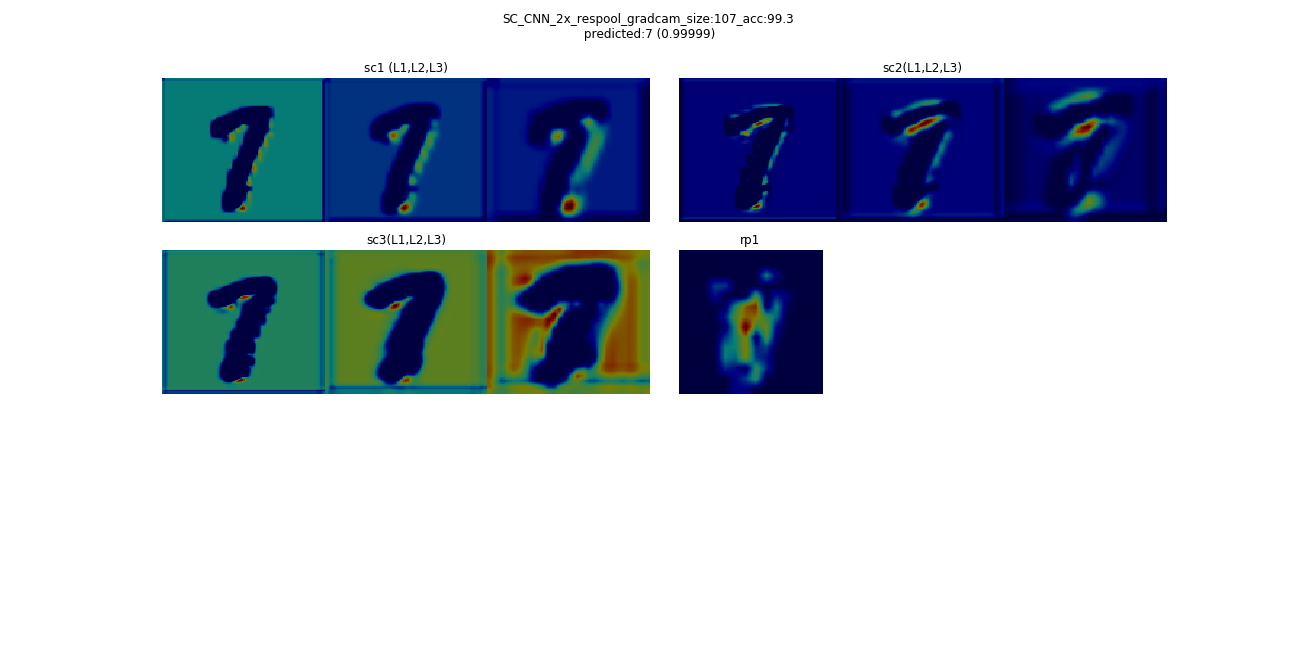 SC_CNN_2x_respool_gradcam_size:107_acc:99.3
predicted:7 (0.99999)
sc1 (L1,L2,L3)
sc2(L1,L2,L3)
sc3(L1,L2,L3)
rp1